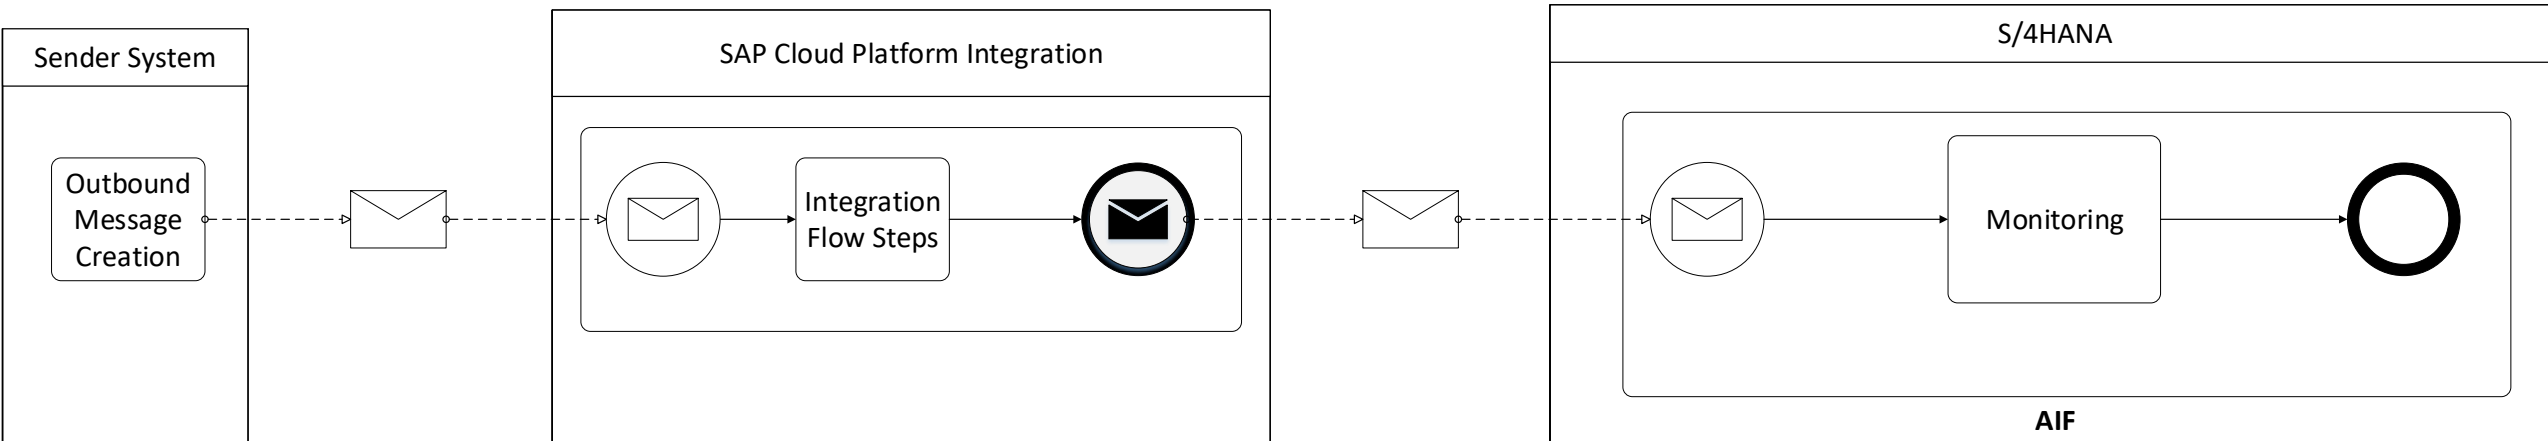 Sender System
Outbound
Message
Creation
SAP Cloud Platform Integration
Integration
Flow Steps
S/4HANA
Monitoring
AIF